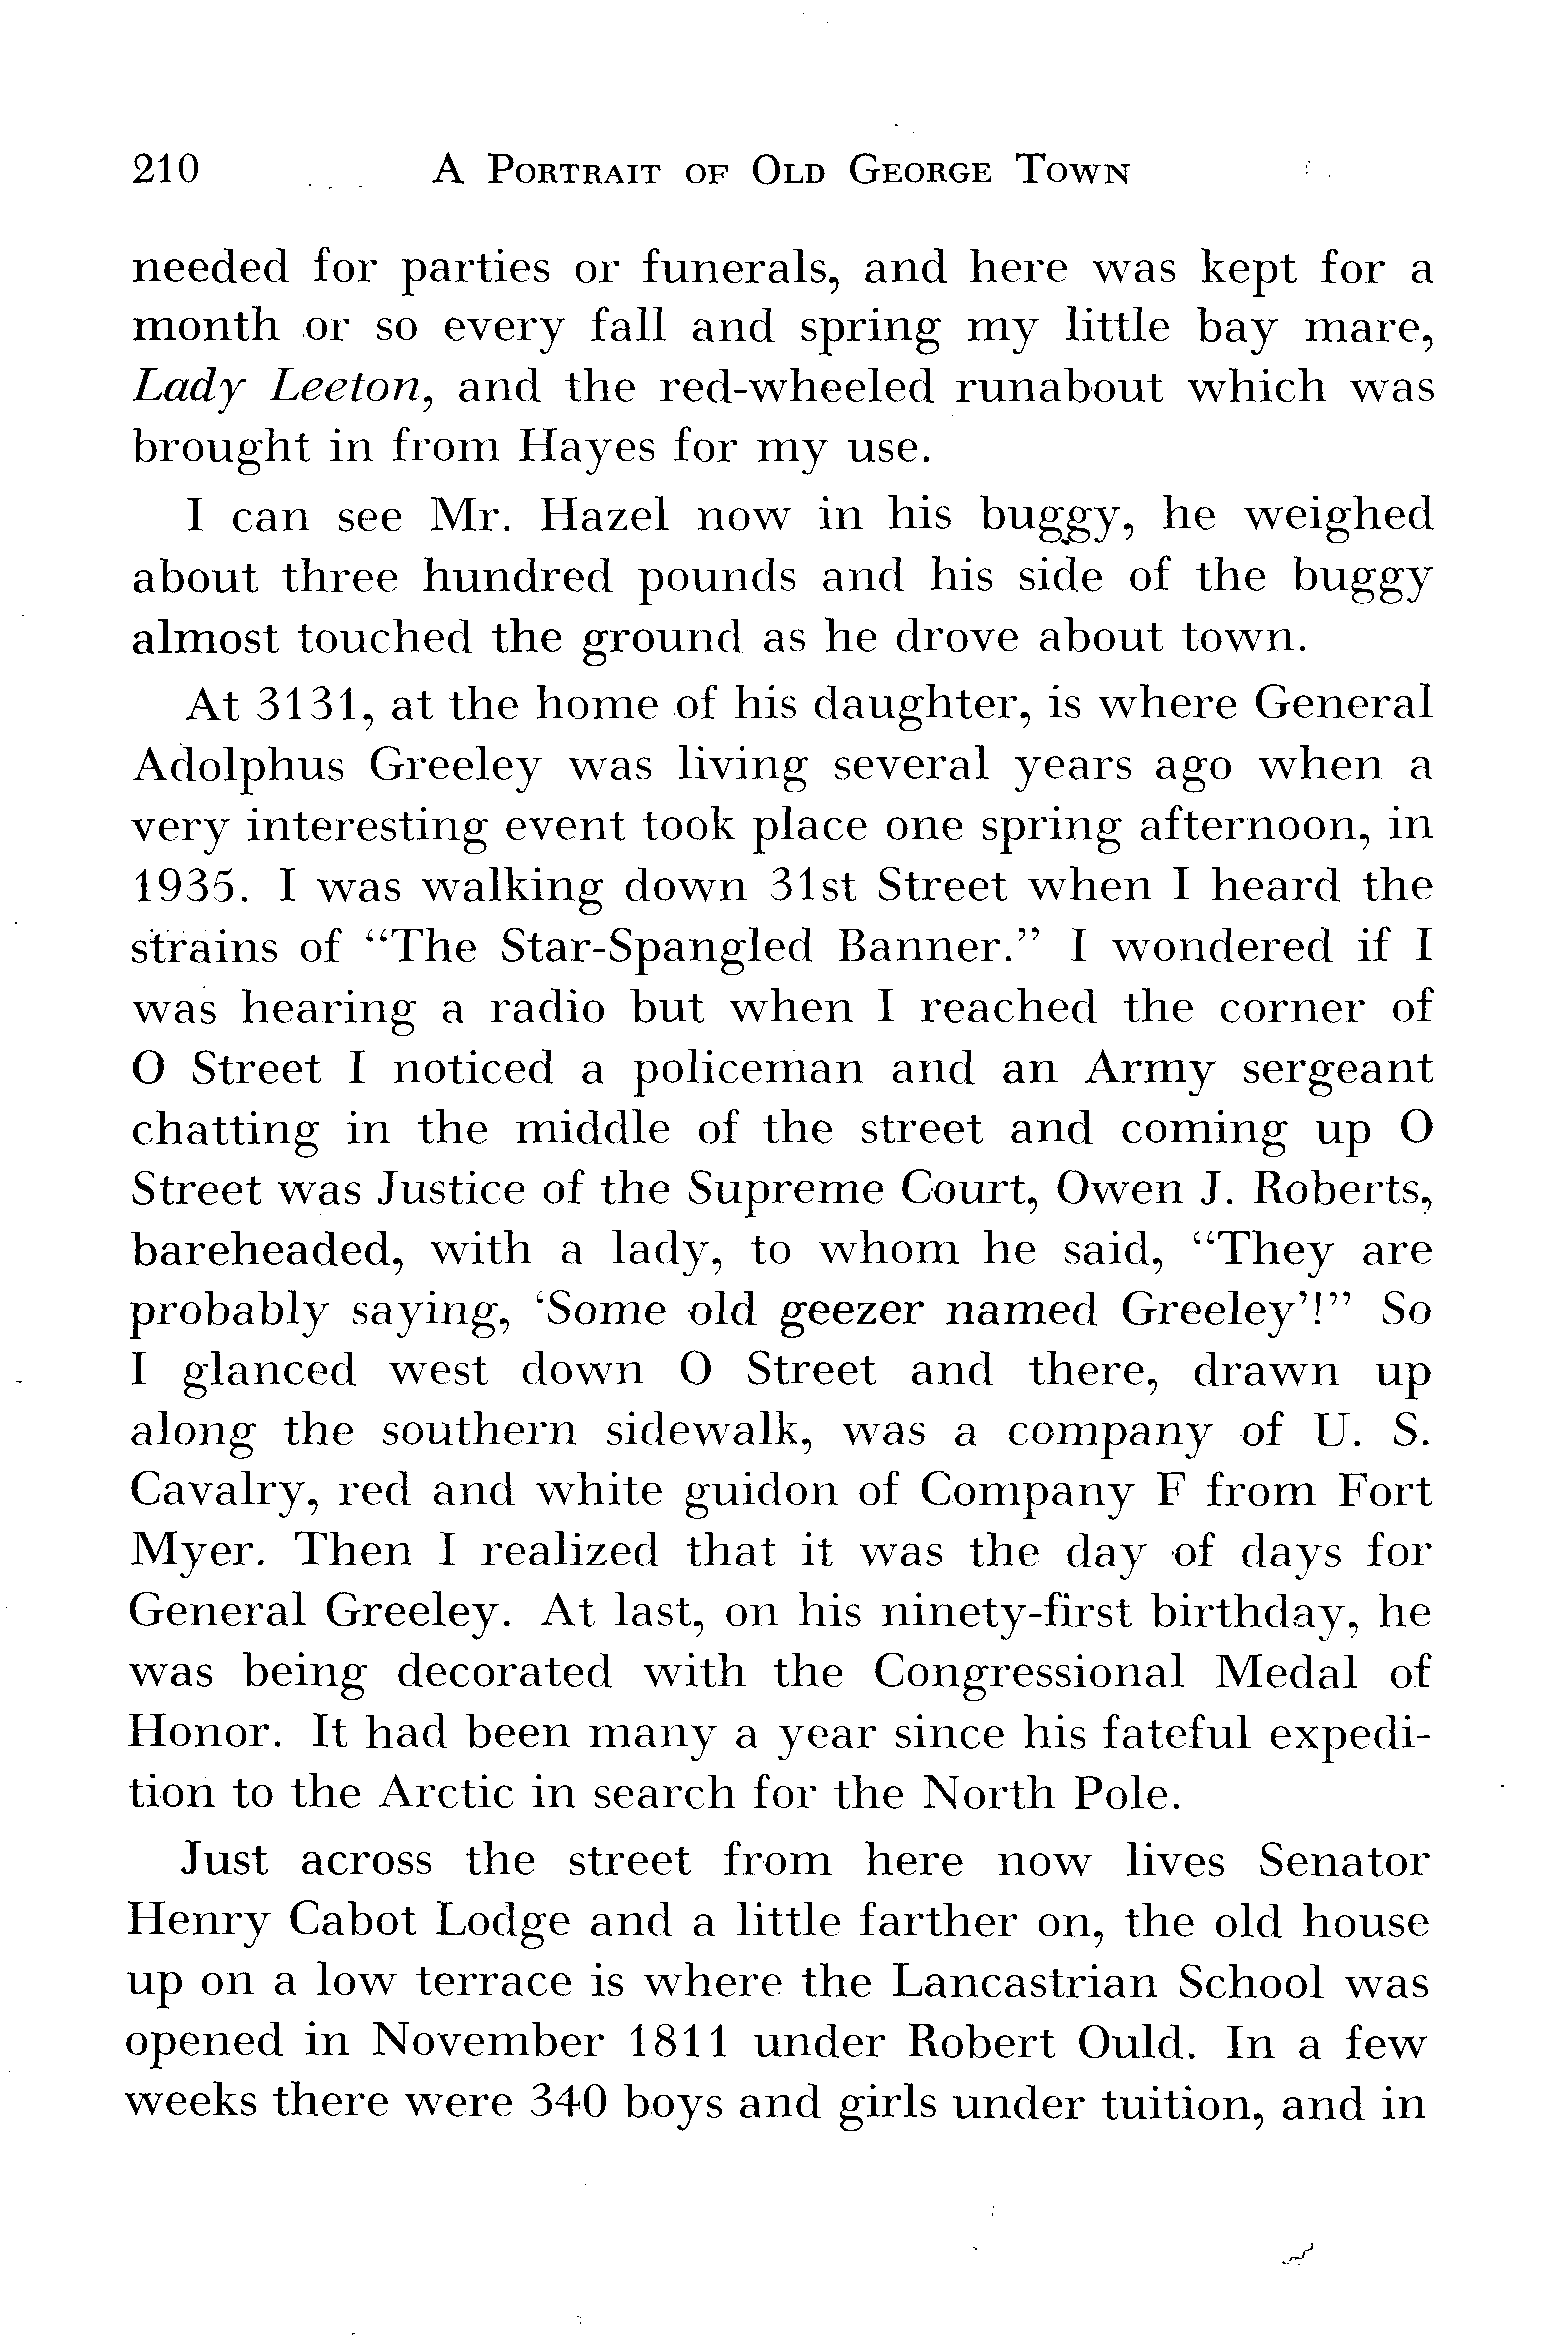 210 A Portrait of Old George Town
needed for parties or funerals, and here was kept for a
month or so every fall and spring my little bay mare,
Lady Leeton, and the red-wheeled runabout which was
brought in from Hayes for my use.
I can see Mr. Hazel now in his buggy, he weighed
about three hundred pounds and his side of the buggy
almost touched the ground as he drove about town.
At 3131, at the home of his daughter, is where General
Adolphus Greeley was living several years ago when a
very interesting event took place one spring afternoon, in
1935. I was walking down 31st Street when I heard the
strains of “The Star-Spangled Banner.” I wondered if I
was hearing a radio but when I reached the corner of
O Street I noticed a policeman and an Army sergeant
chatting in the middle of the street and coming up O
Street was Justice of the Supreme Court, Owen J. Roberts,
bareheaded, with a lady, to whom he said, “They are
probably saying, ‘Some old geezer named Greeley’!” So
I glanced west down O Street and there, drawn up
along the southern sidewalk, was a company of U. S.
Cavalry, red and white guidon of Company F from Fort
Myer. Then I realized that it was the day of days for
General Greeley. At last, on his ninety-first birthday, he
was being decorated with the Congressional Medal of
Honor. It had been many a year since his fateful expedi-
tion to the Arctic in search for the North Pole.
Just across the street from here now lives Senator
Henry Cabot Lodge and a little farther on, the old house
up on a low terrace is where the Lancastrian School was
opened in November 1811 under Robert Ould. In a few
weeks there were 340 boys and girls under tuition, and in